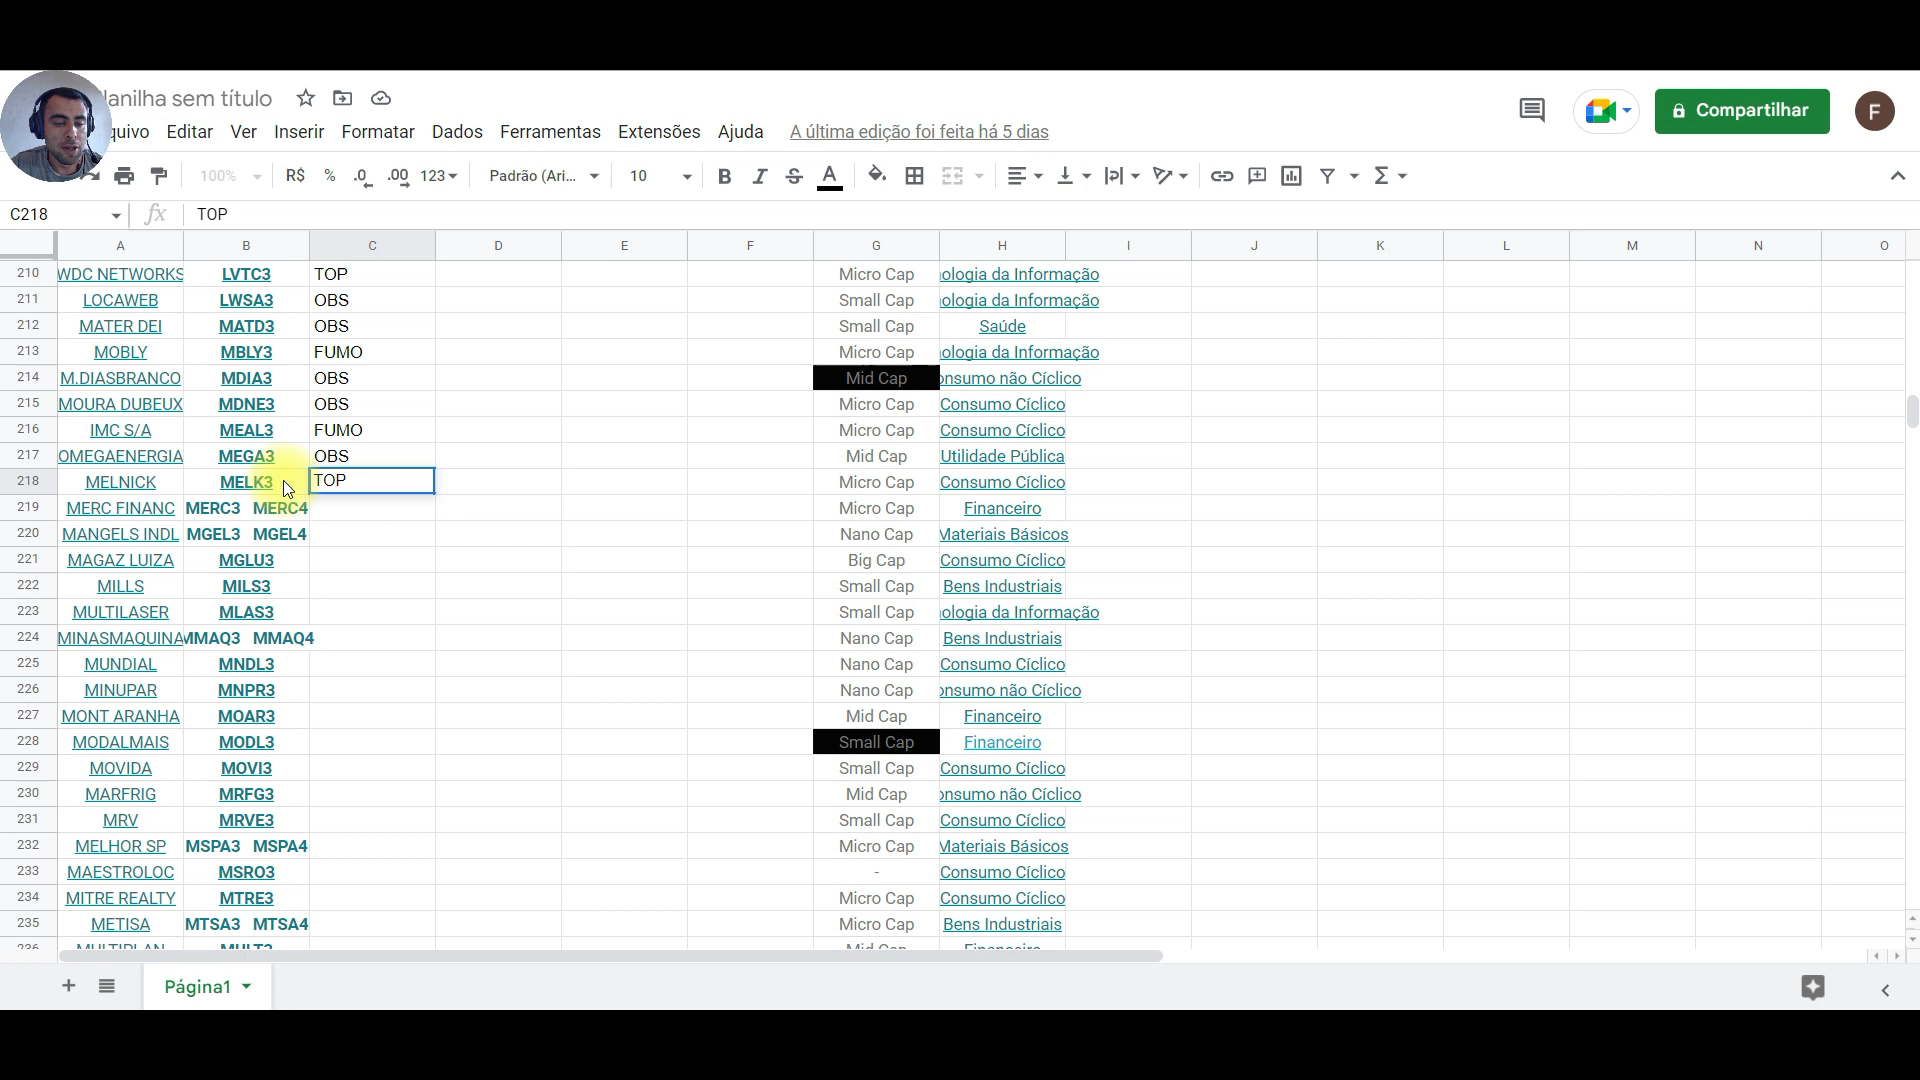 lanilha sem título
quivo Editar Ver Inserir Formatar Dados Ferramentas Extensões Ajuda A última edição foi feita há 5 dias
Compartilhar
F
100% R$ % .0 .00 123 Padrão (Ari... 10 B I S A
C218 fx TOP
A B C D E F G H I J K L M N O
210 WDC NETWORKS LVTC3 TOP Micro Cap ologia da Informação
211 LOCAWEB LWSA3 OBS Small Cap ologia da Informação
212 MATER DEI MATD3 OBS Small Cap Saúde
213 MOBLY MBLY3 FUMO Micro Cap ologia da Informação
214 M.DIASBRANCO MDIA3 OBS Mid Cap onsumo não Cíclico
215 MOURA DUBEUX MDNE3 OBS Micro Cap Consumo Cíclico
216 IMC S/A MEAL3 FUMO Micro Cap Consumo Cíclico
217 OMEGAENERGIA MEGA3 OBS Mid Cap Utilidade Pública
218 MELNICK MELK3 TOP Micro Cap Consumo Cíclico
219 MERC FINANC MERC3 MERC4 Micro Cap Financeiro
220 MANGELS INDL MGEL3 MGEL4 Nano Cap Materiais Básicos
221 MAGAZ LUIZA MGLU3 Big Cap Consumo Cíclico
222 MILLS MILS3 Small Cap Bens Industriais
223 MULTILASER MLAS3 Small Cap ologia da Informação
224 MINASMAQUINA MMAQ3 MMAQ4 Nano Cap Bens Industriais
225 MUNDIAL MNDL3 Nano Cap Consumo Cíclico
226 MINUPAR MNPR3 Nano Cap onsumo não Cíclico
227 MONT ARANHA MOAR3 Mid Cap Financeiro
228 MODALMAIS MODL3 Small Cap Financeiro
229 MOVIDA MOVI3 Small Cap Consumo Cíclico
230 MARFRIG MRFG3 Mid Cap onsumo não Cíclico
231 MRV MRVE3 Small Cap Consumo Cíclico
232 MELHOR SP MSPA3 MSPA4 Micro Cap Materiais Básicos
233 MAESTROLOC MSRO3 - Consumo Cíclico
234 MITRE REALTY MTRE3 Micro Cap Consumo Cíclico
235 METISA MTSA3 MTSA4 Micro Cap Bens Industriais
236 MULTIPLAN MULT3 Mid Cap Financeiro
Página1